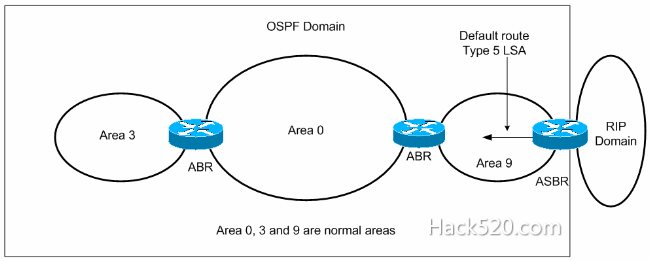 OSPF Domain
Default route
Type 5 LSA
Area 3
Area 0
Area 9
RIP
Domain
ABR
ABR
ASBR
Area 0, 3 and 9 are normal areas
Hack520.com